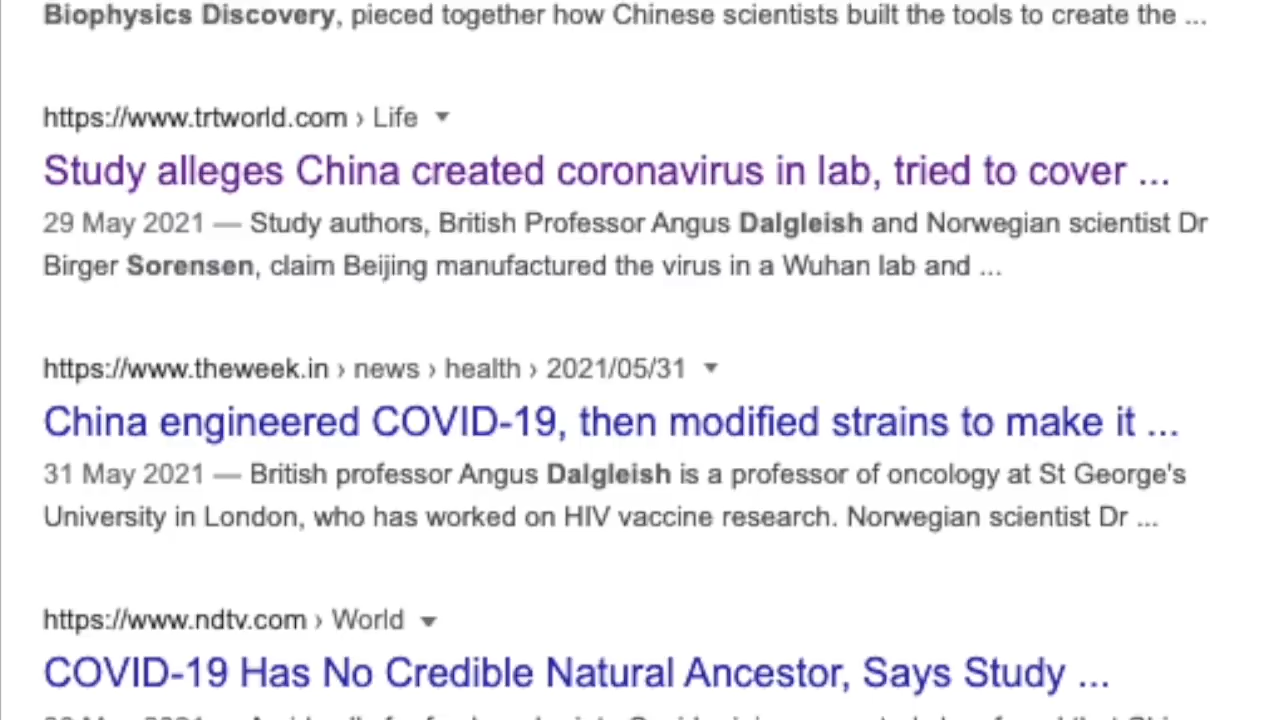 Biophysics Discovery, pieced together how Chinese scientists built the tools to create the ...
https://www.trtworld.com › Life
Study alleges China created coronavirus in lab, tried to cover ...
29 May 2021 — Study authors, British Professor Angus Dalgleish and Norwegian scientist Dr
Birger Sorensen, claim Beijing manufactured the virus in a Wuhan lab and ...
https://www.theweek.in › news › health › 2021/05/31
China engineered COVID-19, then modified strains to make it ...
31 May 2021 — British professor Angus Dalgleish is a professor of oncology at St George's
University in London, who has worked on HIV vaccine research. Norwegian scientist Dr ...
https://www.ndtv.com › World
COVID-19 Has No Credible Natural Ancestor, Says Study ...